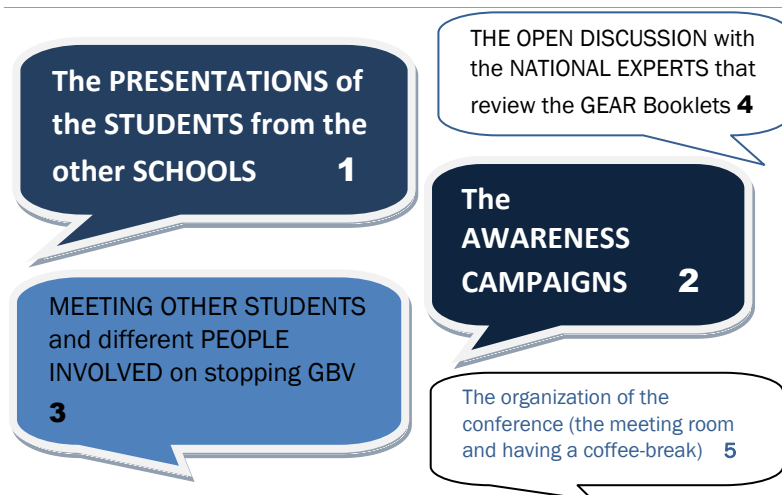 The PRESENTATIONS of
the STUDENTS from the
other SCHOOLS 1
THE OPEN DISCUSSION with
the NATIONAL EXPERTS that
review the GEAR Booklets 4
The
AWARENESS
CAMPAIGNS 2
MEETING OTHER STUDENTS
and different PEOPLE
INVOLVED on stopping GBV
3
The organization of the
conference (the meeting room
and having a coffee-break) 5